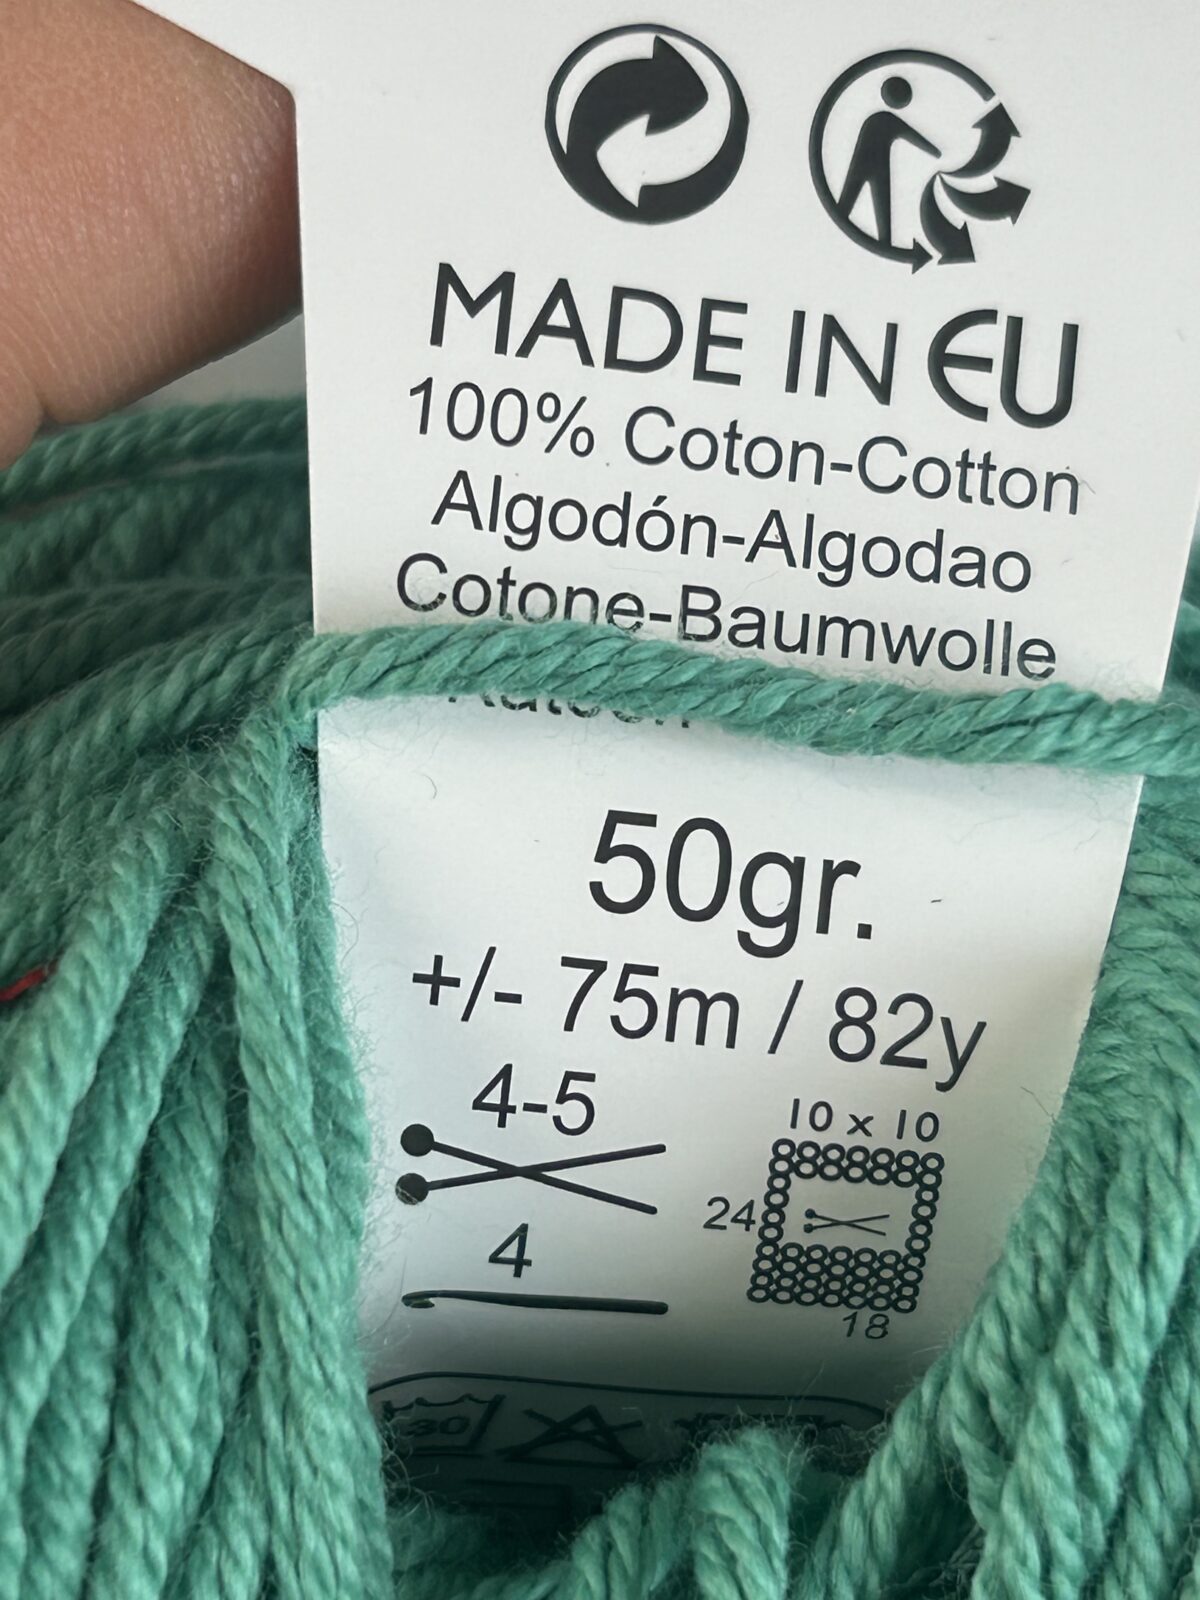 MADE IN EU
100% Coton-Cotton
Algodón-Algodao
Cotone-Baumwolle
50gr.
+/- 75m / 82y
4-5
10 x 10
24
4
18
30